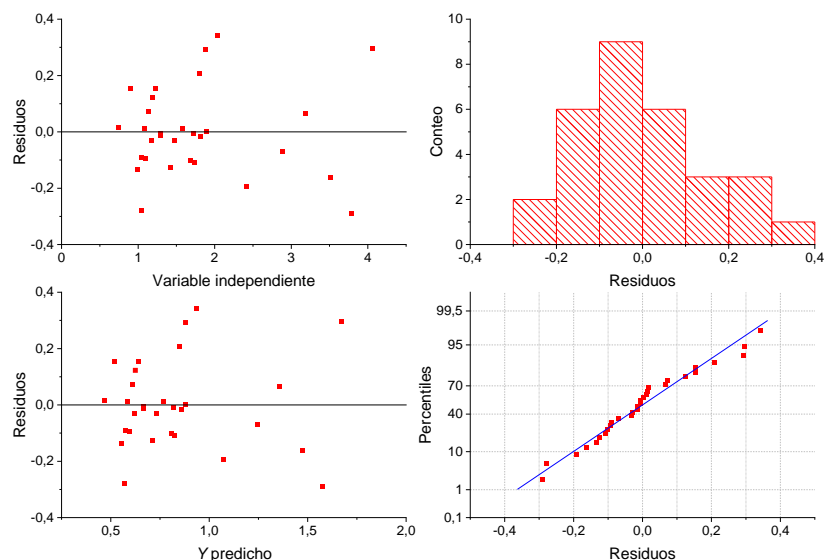 0,4
0,2
0,0
-0,2
-0,4
Residuos
0 1 2 3 4
Variable independiente
10
8
6
4
2
0
Conteo
-0,4 -0,2 0,0 0,2 0,4
Residuos
0,4
0,2
0,0
-0,2
-0,4
Residuos
0,5 1,0 1,5 2,0
Y predicho
99,5
95
70
40
10
1
0,1
Percentiles
-0,4 -0,2 0,0 0,2 0,4
Residuos